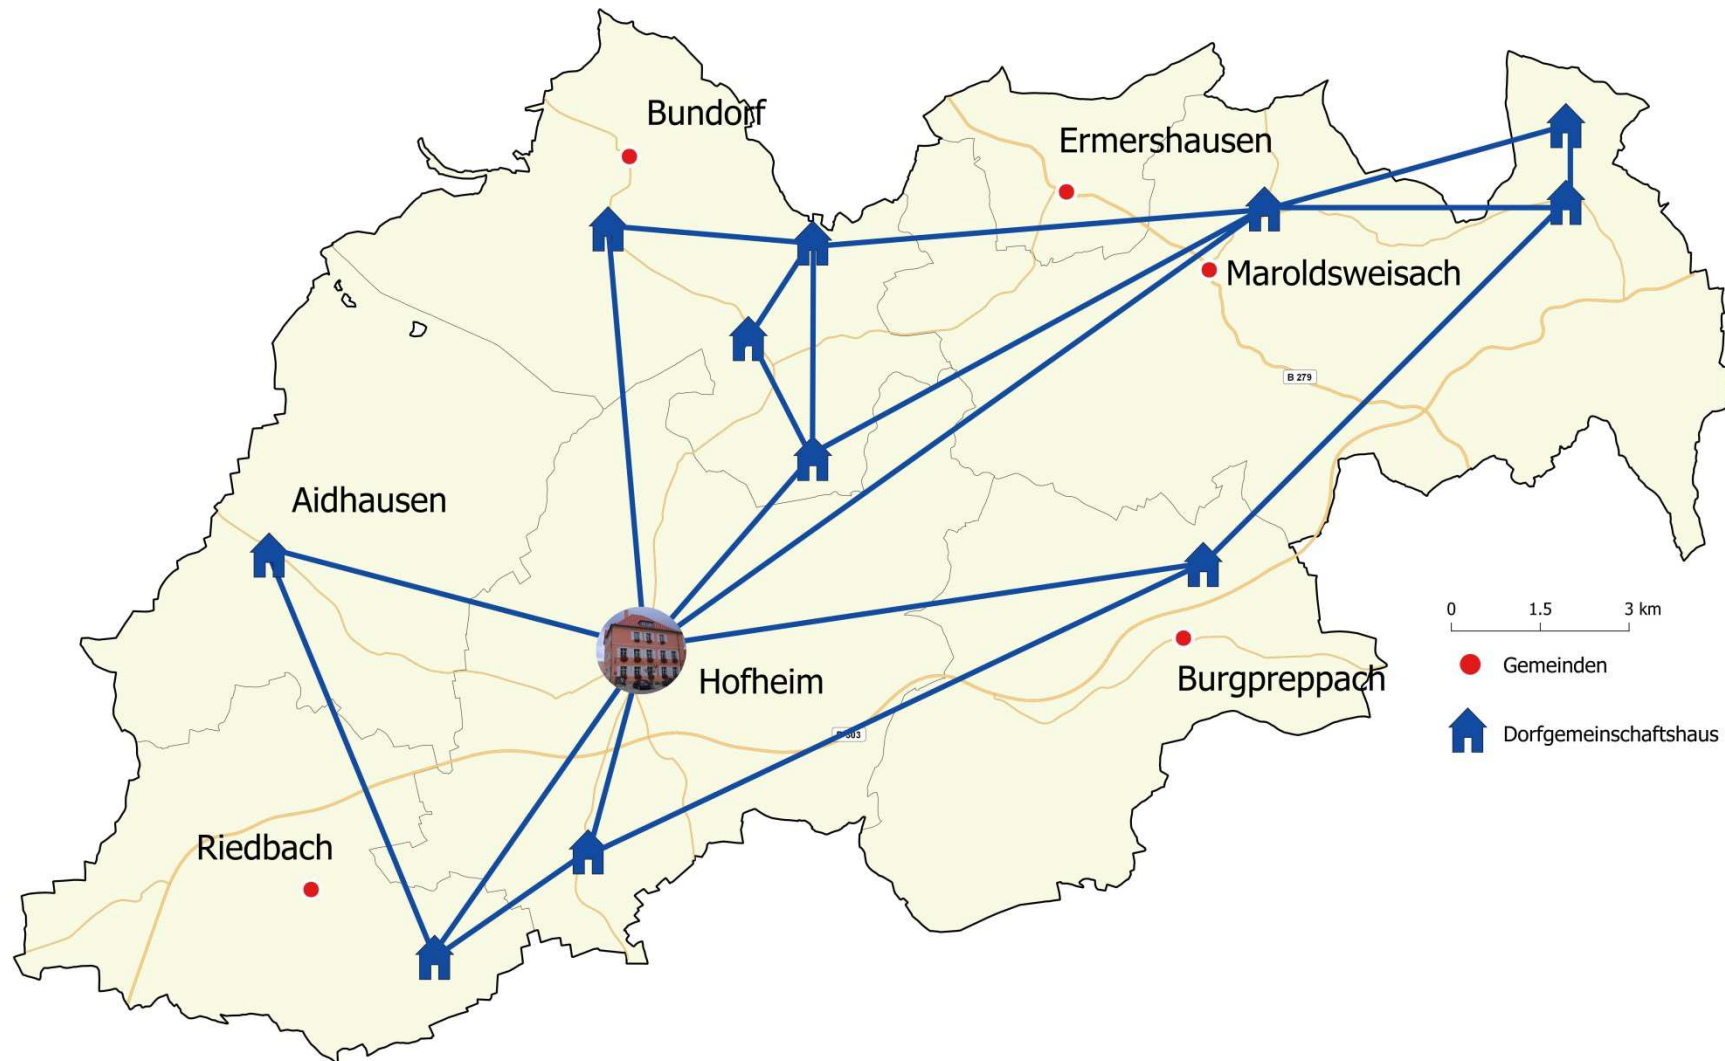 Bundorf
Ermershausen
Maroldsweisach
B 279
Aidhausen
0 1.5 3 km
Gemeinden
Hofheim
Burgpreppach
Dorfgemeinschaftshaus
Riedbach